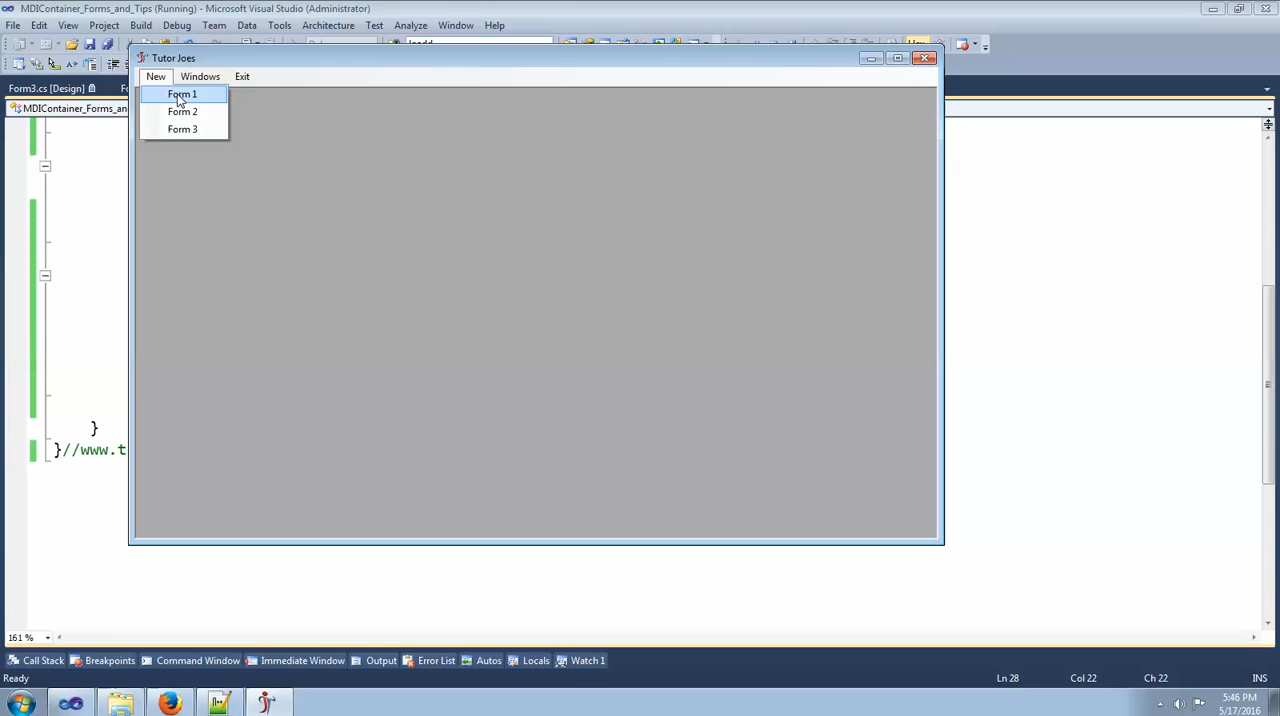 MDIContainer_Forms_and_Tips (Running) - Microsoft Visual Studio (Administrator)
File Edit View Project Build Debug Team Data Tools Architecture Test Analyze Window Help
Tutor Joes
New Windows Exit
Form3.cs [Design]
Form 1
MDIContainer_Forms_an
Form 2
Form 3
}
}//www.t
161 %
Call Stack Breakpoints Command Window Immediate Window Output Error List Autos Locals Watch 1
Ready Ln 28 Col 22 Ch 22 INS
5:46 PM
5/17/2016